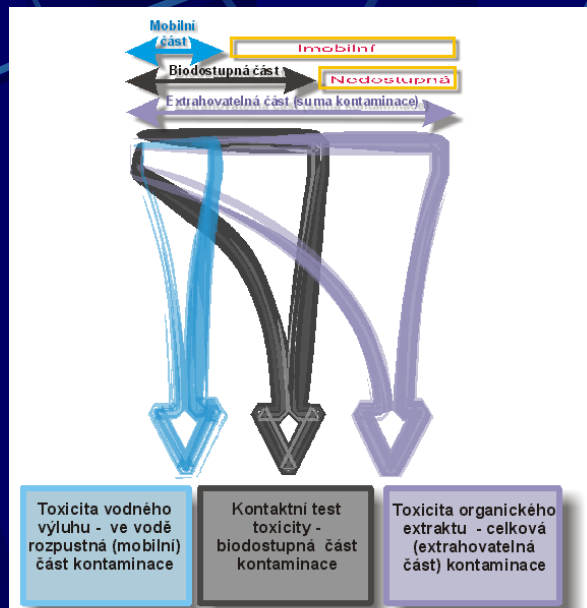 Mobilní
část
Imobilní
Biodostupná část
Nedostupná
Extrahovatelná část (suma kontaminace)
Toxicita vodného
výluhu - ve vodě
rozpustná (mobilní)
část kontaminace
Kontaktní test
toxicity -
biodostupná část
kontaminace
Toxicita organického
extraktu - celková
(extrahovatelná
část) kontaminace